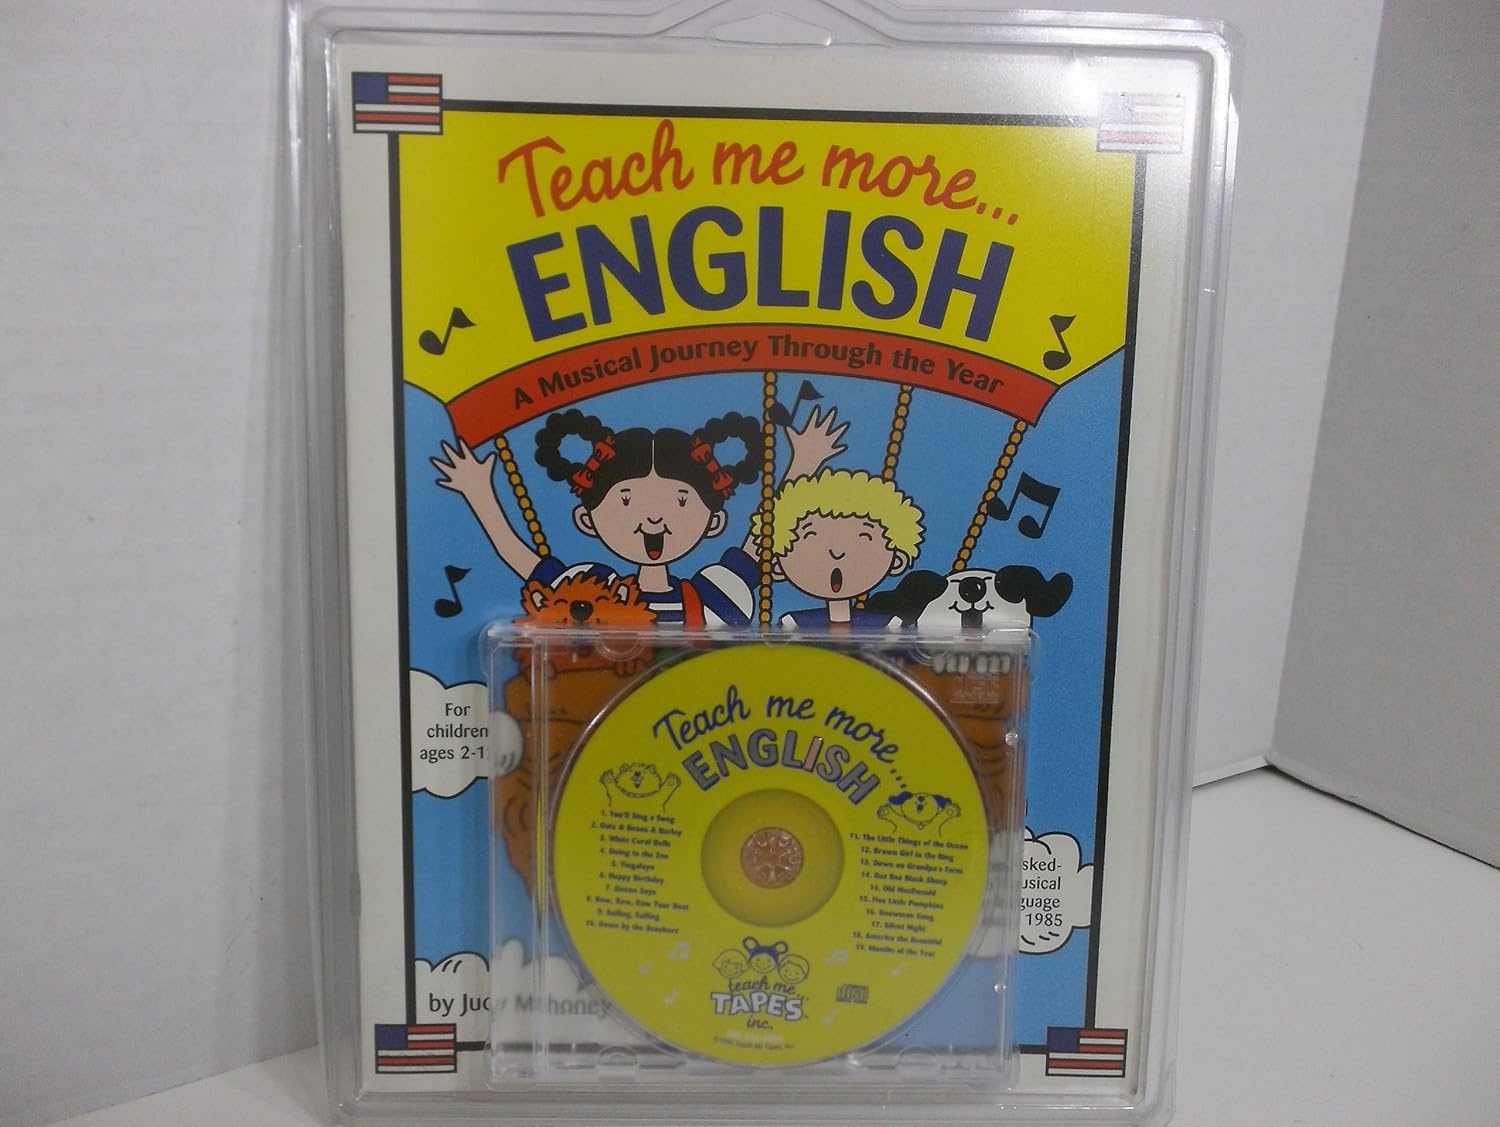 Teach me more...
ENGLISH
A Musical Journey Through the Year
For
children
ages 2-1
by Judy Mahoney
1985
Teach me more...
ENGLISH
1. You'll Sing a Song
2. Oats & Beans & Barley
3. White Coral Bells
4. Going to the Zoo
5. Tingalayo
6. Happy Birthday
7. Simon Says
8. Row, Row, Row Your Boat
9. Sailing, Sailing
10. Down by the Seashore
11. The Little Things of the Ocean
12. Brown Girl in the Ring
13. Down on Grandpa's Farm
14. Baa Baa Black Sheep
14. Old MacDonald
15. Five Little Pumpkins
16. Snowman Song
17. Silent Night
18. America the Beautiful
19. Months of the Year
teach me...
TAPES
inc.